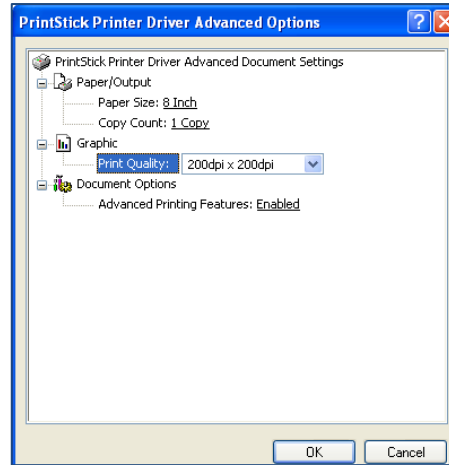 PrintStick Printer Driver Advanced Options
PrintStick Printer Driver Advanced Document Settings
Paper/Output
Paper Size: 8 Inch
Copy Count: 1 Copy
Graphic
Print Quality: 200dpi x 200dpi
Document Options
Advanced Printing Features: Enabled
OK Cancel